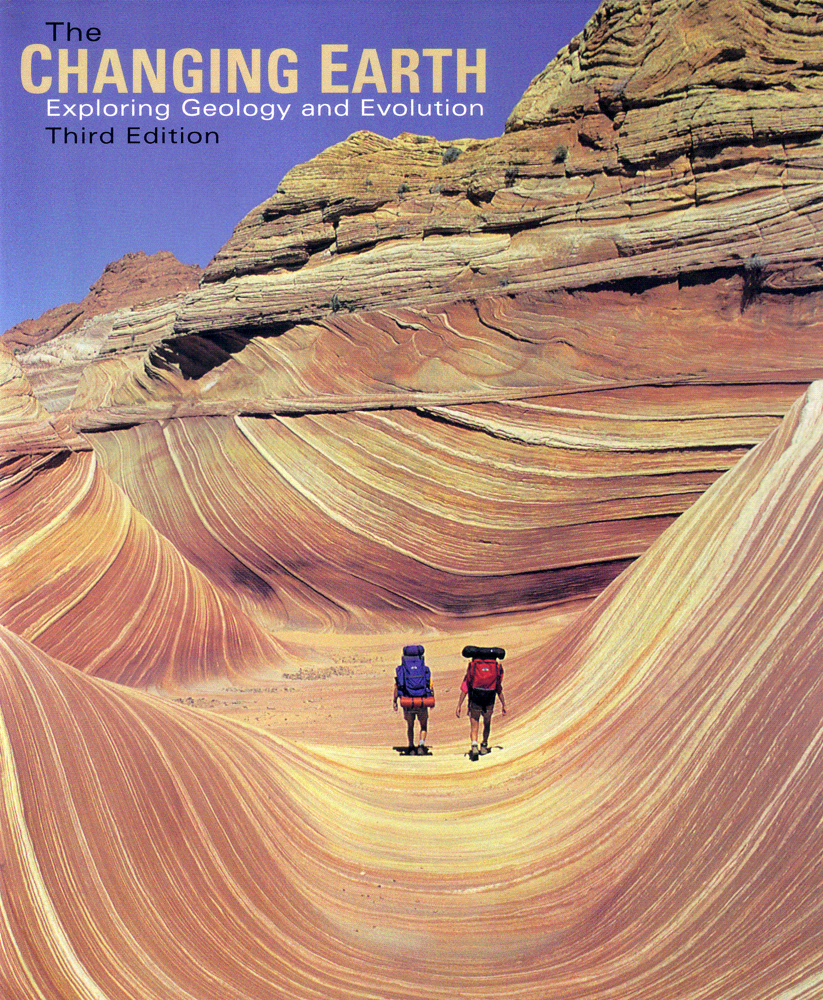 The
CHANGING EARTH
Exploring Geology and Evolution
Third Edition